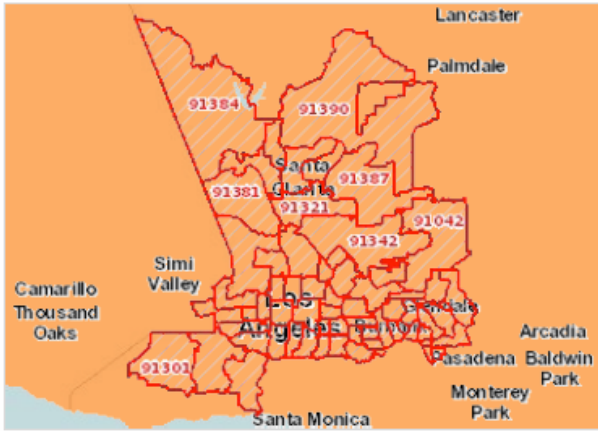 Lancaster
Palmdale
91384
91390
Santa
Clarita
91387
91381
91321
91042
91342
Simi
Valley
Camarillo
Thousand
Oaks
Los
Angeles
Glendale
Burbank
Arcadia
Pasadena
Baldwin
Park
91301
Monterey
Park
Santa Monica